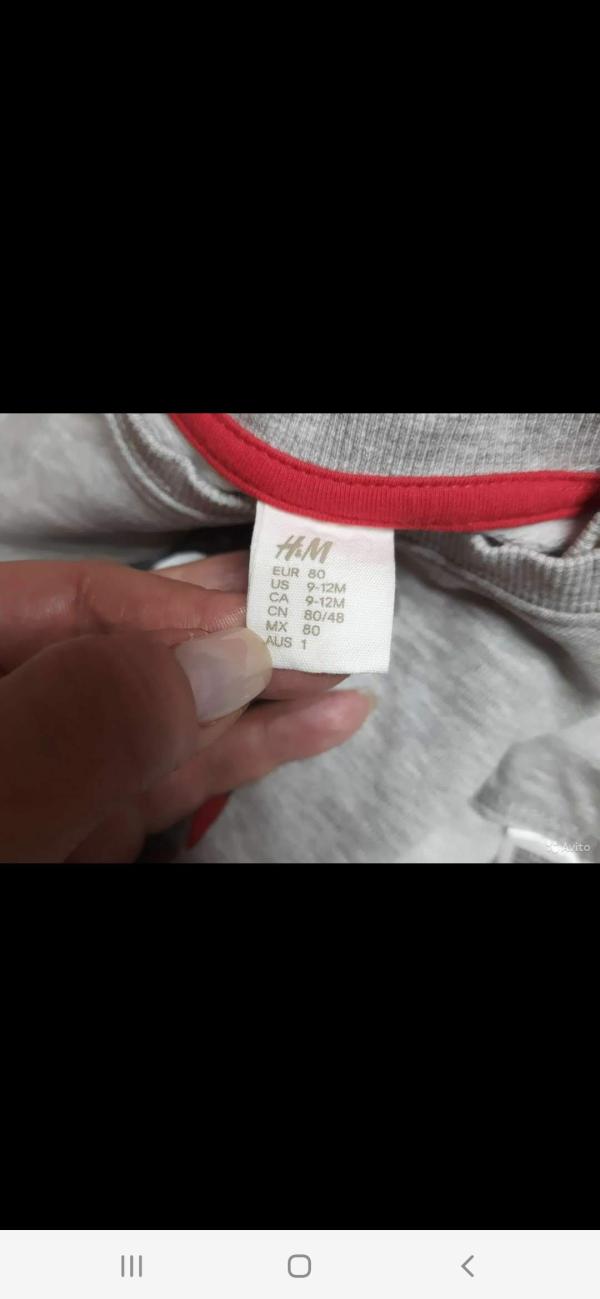 H&M
EUR 80
US 9-12M
CA 9-12M
CN 80/48
MX 80
AUS 1
Avito